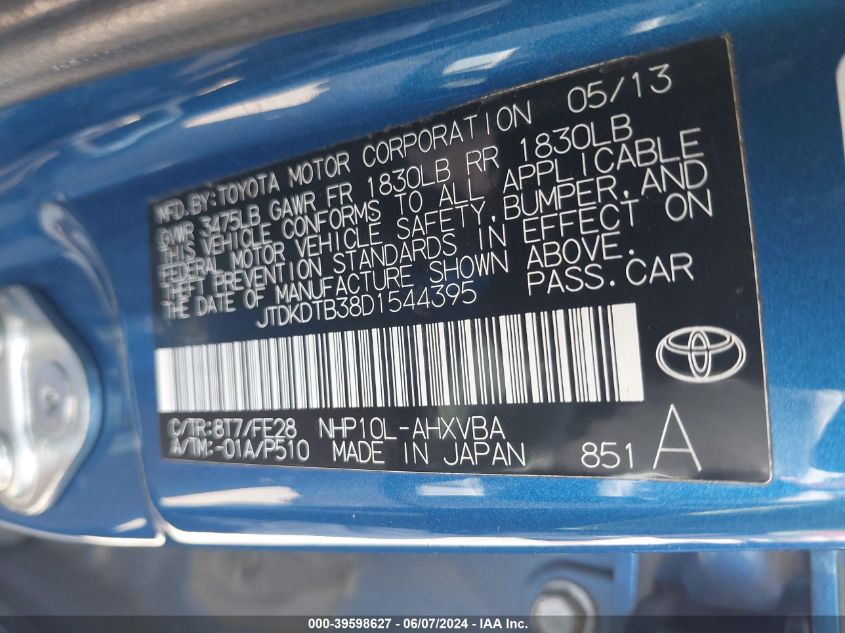 MFD.BY:TOYOTA MOTOR CORPORATION 05/13
GVWR 3475LB GAWR FR 1830LB RR 1830LB
THIS VEHICLE CONFORMS TO ALL APPLICABLE
FEDERAL MOTOR VEHICLE SAFETY,BUMPER,AND
THEFT PREVENTION STANDARDS IN EFFECT ON
THE DATE OF MANUFACTURE SHOWN ABOVE.
JTDKDTB38D1544395 PASS.CAR
C/TR:8T7/FE28 NHP10L-AHXVBA
A/TM:-01A/P510 MADE IN JAPAN 851 A
000-39598627 - 06/07/2024 - IAA Inc.